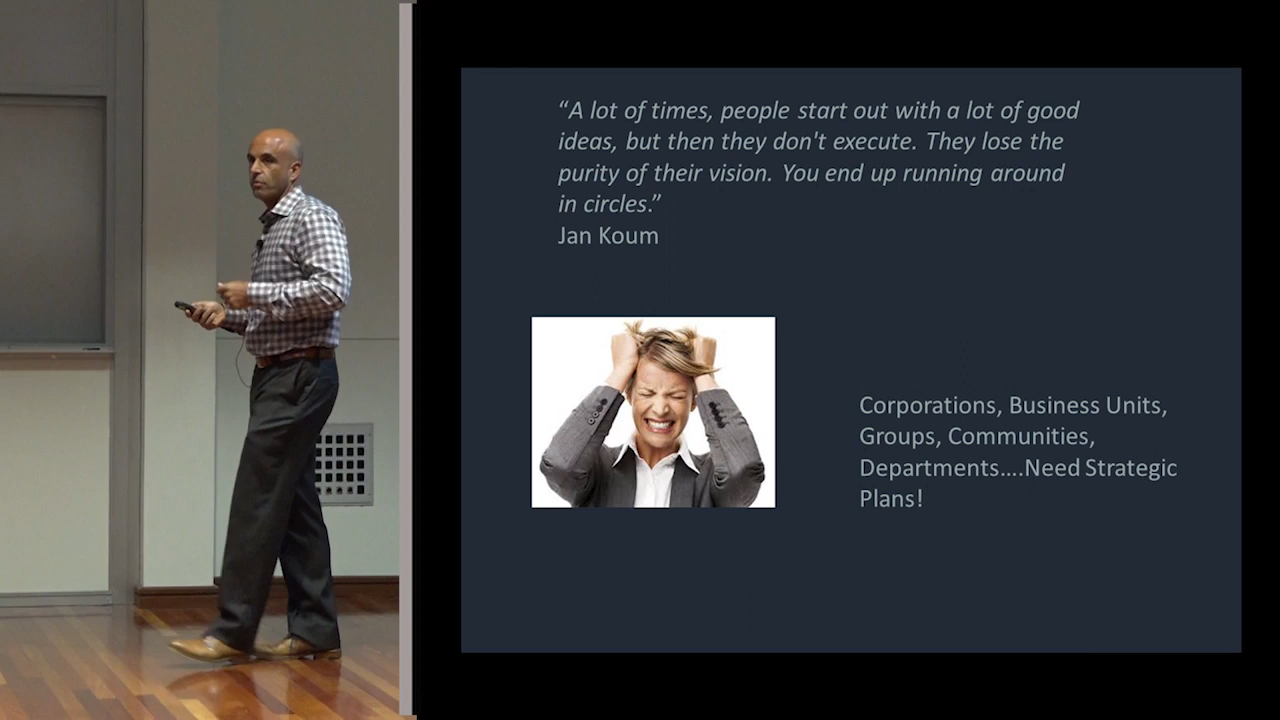 “A lot of times, people start out with a lot of good
ideas, but then they don't execute. They lose the
purity of their vision. You end up running around
in circles.”
Jan Koum
Corporations, Business Units,
Groups, Communities,
Departments....Need Strategic
Plans!